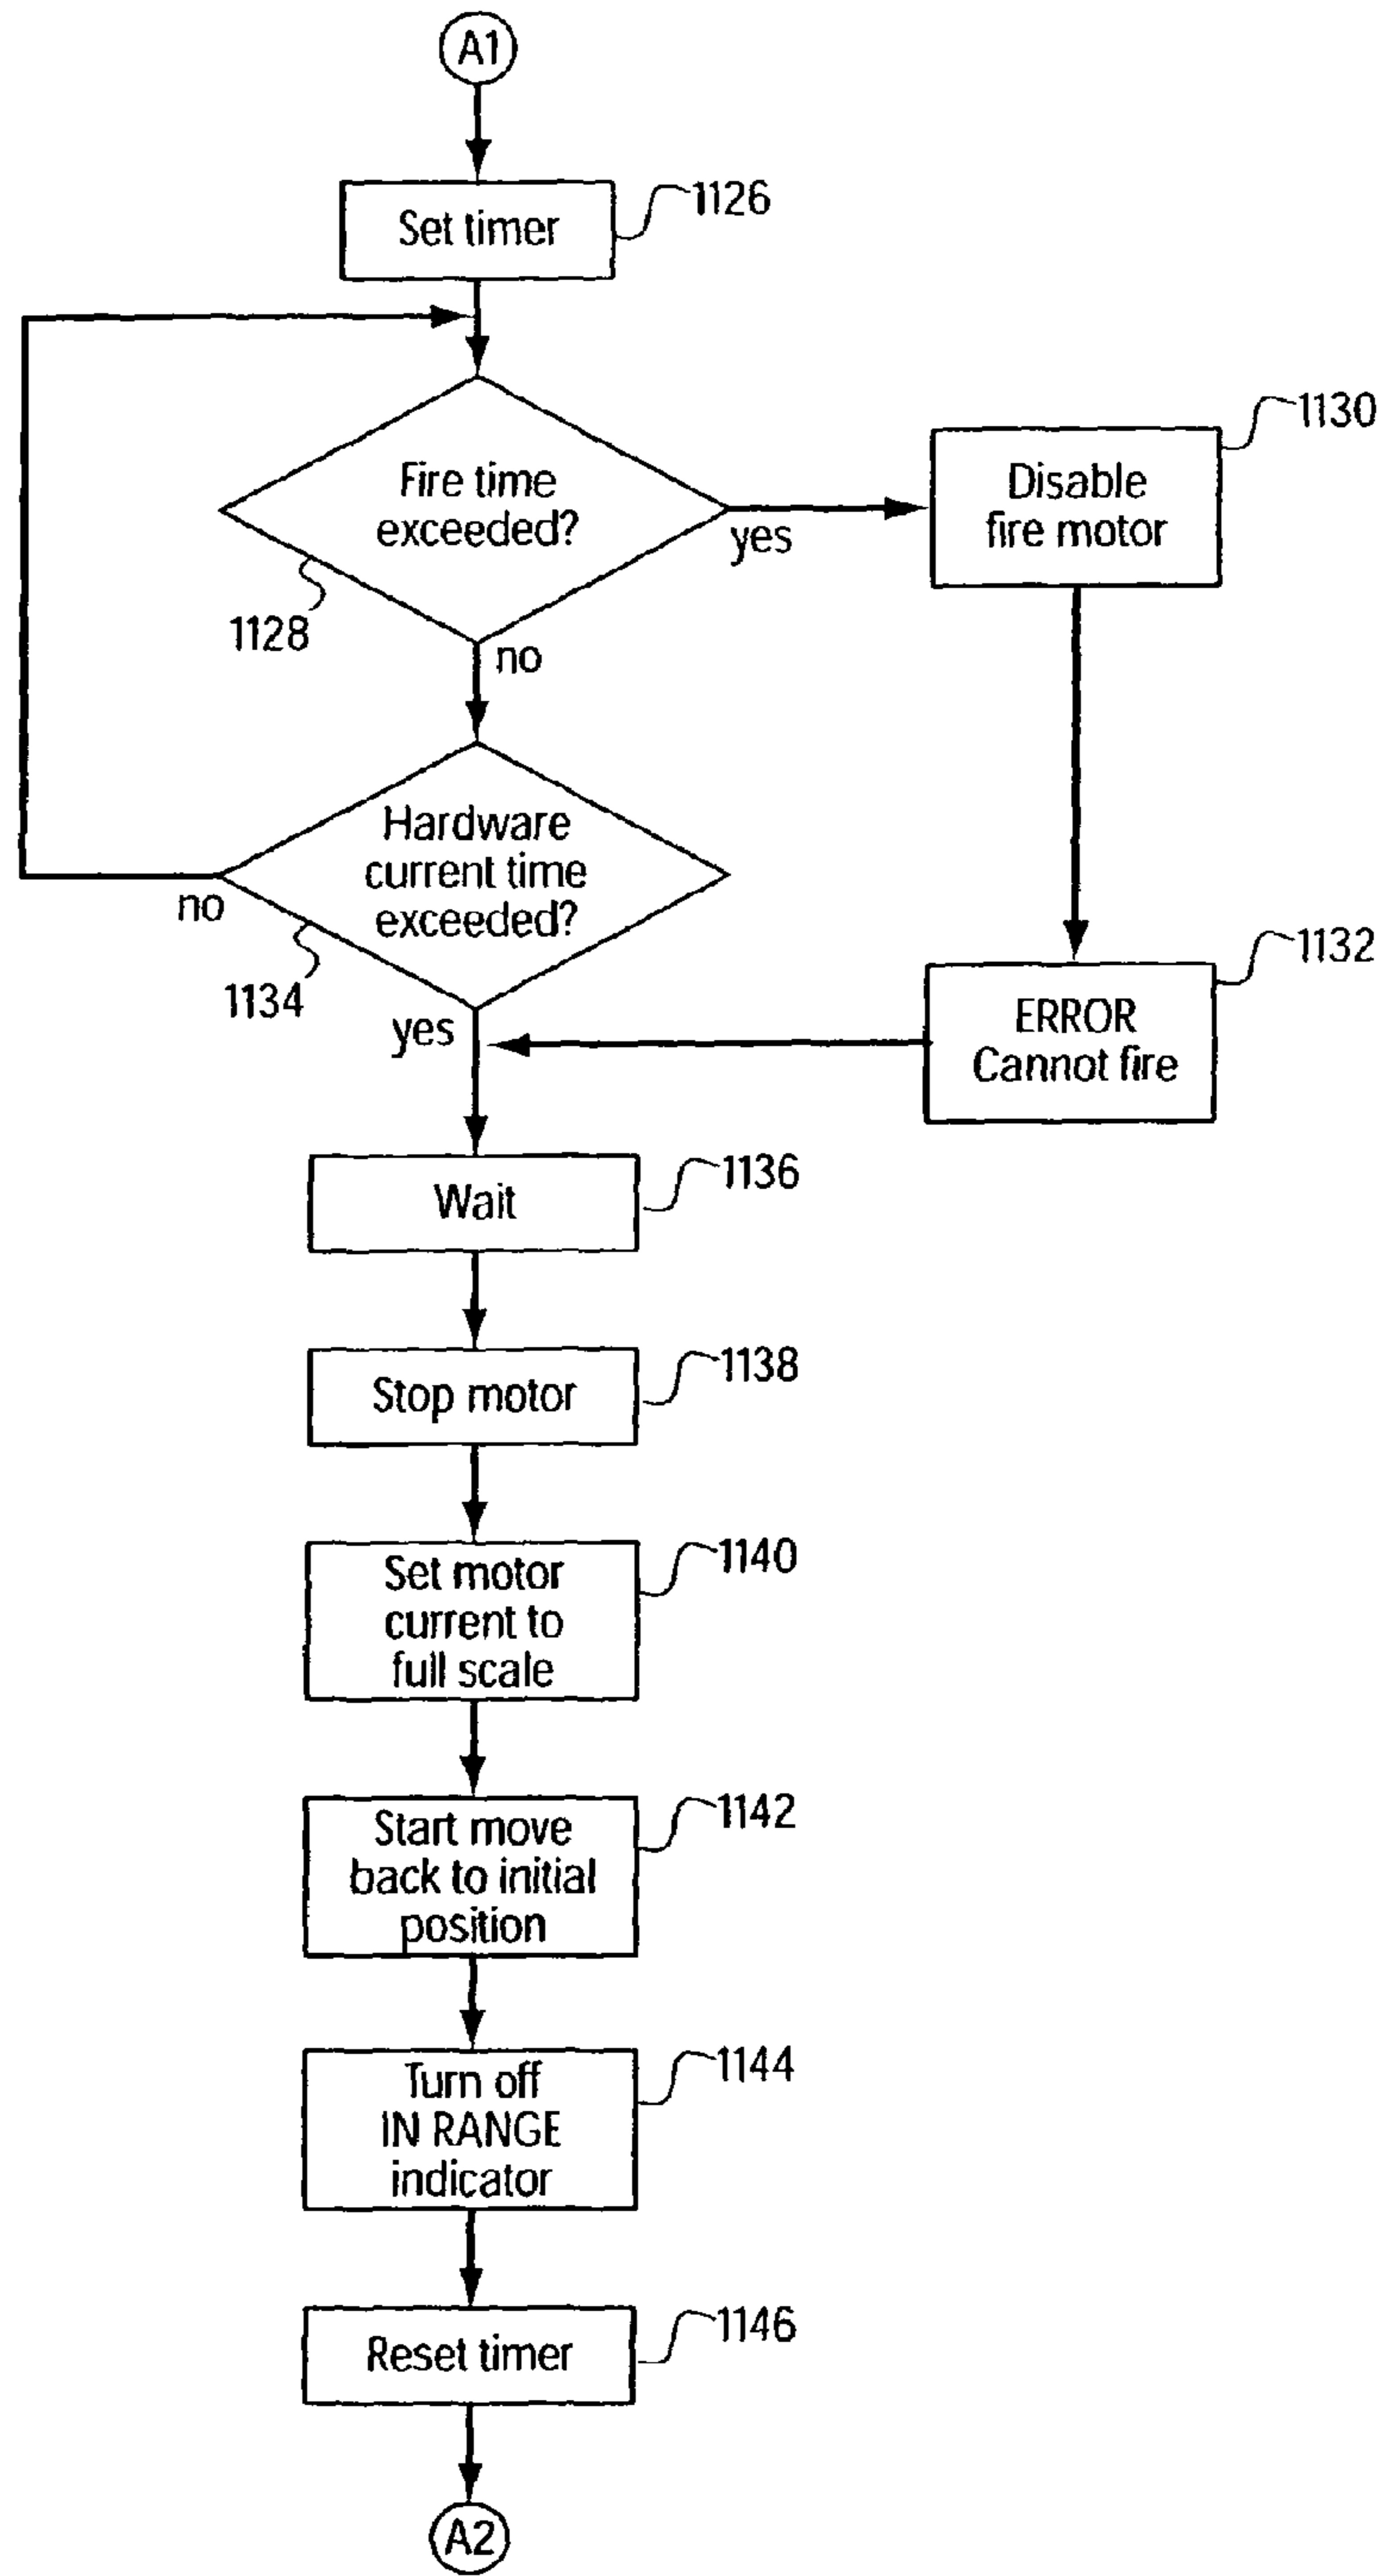 A1
Set timer
1126
Fire time
exceeded?
1128
yes
no
Disable
fire motor
1130
Hardware
current time
exceeded?
1134
no
yes
ERROR
Cannot fire
1132
Wait
1136
Stop motor
1138
Set motor
current to
full scale
1140
Start move
back to initial
position
1142
Turn off
IN RANGE
indicator
1144
Reset timer
1146
A2